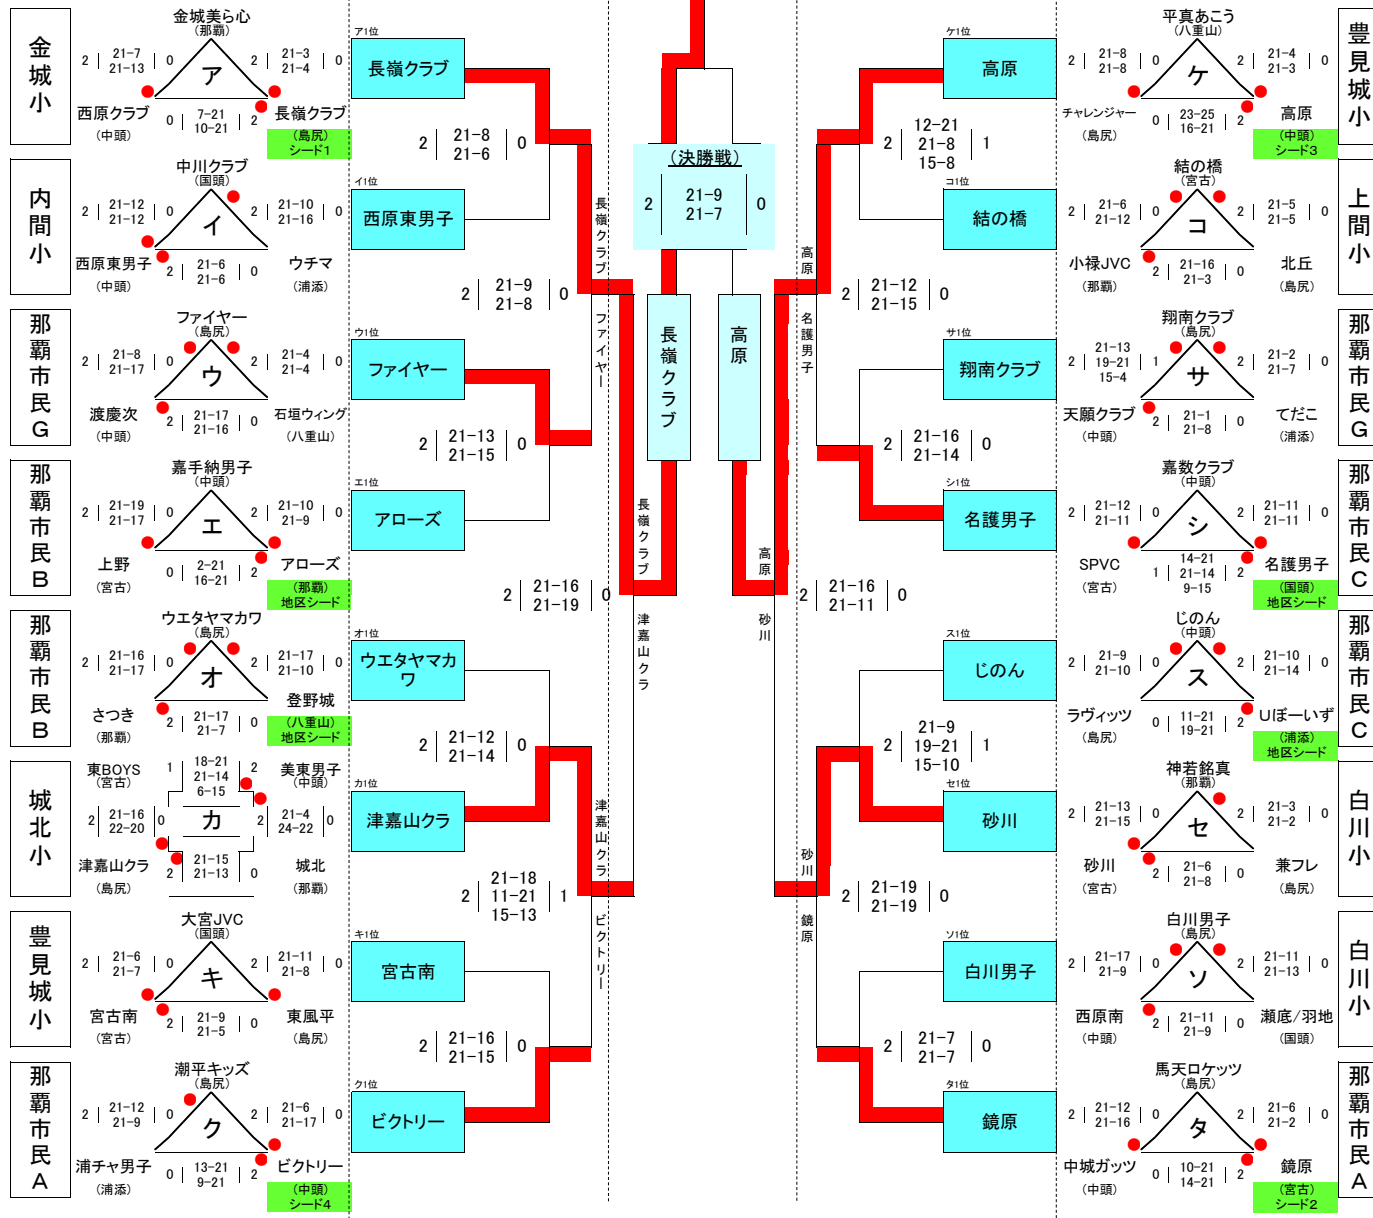 金城小
金城美ら心
(那覇)
2 21-7 0
21-13
2 21-3 0
21-4
ア
西原クラブ
(中頭)
0 7-21 2
10-21
長嶺クラブ
(島尻)
シード1
内間小
中川クラブ
(国頭)
2 21-12 0
21-12
2 21-10 0
21-16
イ
西原東男子
(中頭)
2 21-6 0
21-6
ウチマ
(浦添)
那覇市民G
ファイヤー
(島尻)
2 21-8 0
21-17
2 21-4 0
21-4
ウ
渡慶次
(中頭)
2 21-17 0
21-16
石垣ウィング
(八重山)
那覇市民B
嘉手納男子
(中頭)
2 21-19 0
21-17
2 21-10 0
21-9
エ
上野
(宮古)
0 2-21 2
16-21
アローズ
(那覇)
地区シード
那覇市民B
ウエタヤマカワ
(島尻)
2 21-16 0
21-17
2 21-17 0
21-10
オ
さつき
(那覇)
2 21-17 0
21-7
登野城
(八重山)
地区シード
城北小
東BOYS
(宮古)
1 18-21 2
21-14
6-15
美東男子
(中頭)
2 21-16 0
22-20
カ
2 21-4 0
24-22
津嘉山クラ
(島尻)
2 21-15 0
21-13
城北
(那覇)
豊見城小
大宮JVC
(国頭)
2 21-6 0
21-7
2 21-11 0
21-8
キ
宮古南
(宮古)
2 21-9 0
21-5
東風平
(島尻)
那覇市民A
潮平キッズ
(島尻)
2 21-12 0
21-9
2 21-6 0
21-17
ク
浦チャ男子
(浦添)
0 13-21 2
9-21
ビクトリー
(中頭)
シード4
ア1位
長嶺クラブ
2 21-8 0
21-6
イ1位
西原東男子
2 21-9 0
21-8
ウ1位
ファイヤー
2 21-13 0
21-15
エ1位
アローズ
2 21-16 0
21-19
オ1位
ウエタヤマカワ
2 21-12 0
21-14
カ1位
津嘉山クラ
2 21-18 1
11-21
15-13
キ1位
宮古南
2 21-16 0
21-15
ク1位
ビクトリー
長嶺クラブ
ファイヤー
津嘉山クラ
ビクトリー
長嶺クラブ
津嘉山クラ
(決勝戦)
2 21-9 0
21-7
長嶺クラブ
高原
高原
砂川
高原
名護男子
砂川
鏡原
ケ1位
高原
2 12-21 1
21-8
15-8
コ1位
結の橋
2 21-12 0
21-15
サ1位
翔南クラブ
2 21-16 0
21-14
シ1位
名護男子
2 21-16 0
21-11
ス1位
じのん
2 21-9 1
19-21
15-10
セ1位
砂川
2 21-19 0
21-19
ソ1位
白川男子
2 21-7 0
21-7
タ1位
鏡原
豊見城小
平真あこう
(八重山)
2 21-8 0
21-8
2 21-4 0
21-3
ケ
チャレンジャー
(島尻)
0 23-25 2
16-21
高原
(中頭)
シード3
上間小
結の橋
(宮古)
2 21-6 0
21-12
2 21-5 0
21-5
コ
小禄JVC
(那覇)
2 21-16 0
21-3
北丘
(島尻)
那覇市民G
翔南クラブ
(島尻)
2 21-13 1
19-21
15-4
2 21-2 0
21-7
サ
天願クラブ
(中頭)
2 21-1 0
21-8
てだこ
(浦添)
那覇市民C
嘉数クラブ
(中頭)
2 21-12 0
21-11
2 21-11 0
21-11
シ
SPVC
(宮古)
1 14-21 2
21-14
9-15
名護男子
(国頭)
地区シード
那覇市民C
じのん
(中頭)
2 21-9 0
21-10
2 21-10 0
21-14
ス
ラヴィッツ
(島尻)
0 11-21 2
19-21
Uぼーいず
(浦添)
地区シード
白川小
神若銘真
(那覇)
2 21-13 0
21-15
2 21-3 0
21-2
セ
砂川
(宮古)
2 21-6 0
21-8
兼フレ
(島尻)
白川小
白川男子
(島尻)
2 21-17 0
21-9
2 21-11 0
21-13
ソ
西原南
(中頭)
2 21-11 0
21-9
瀬底/羽地
(国頭)
那覇市民A
馬天ロケッツ
(島尻)
2 21-12 0
21-16
2 21-6 0
21-2
タ
中城ガッツ
(中頭)
0 10-21 2
14-21
鏡原
(宮古)
シード2